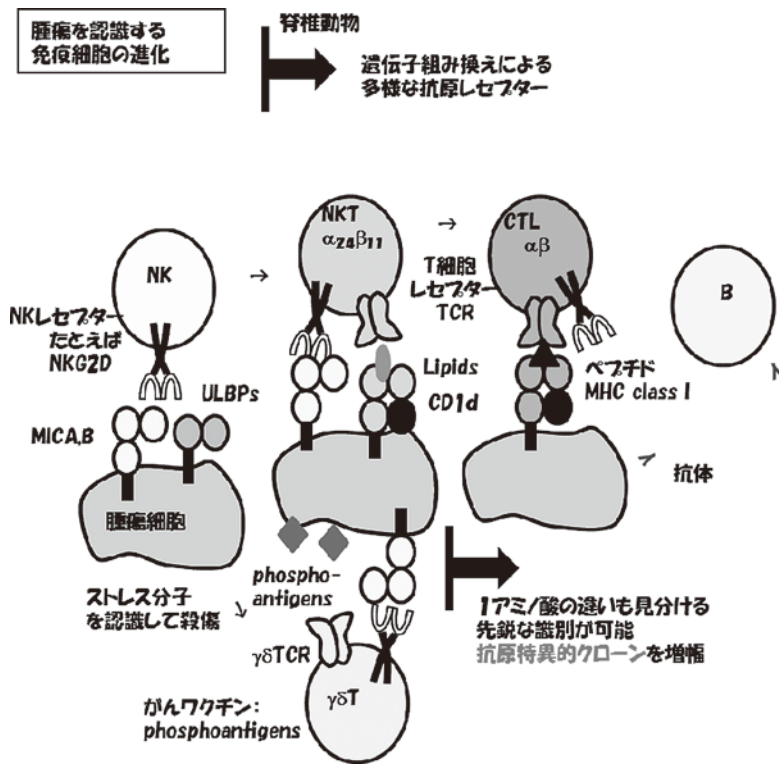 腫瘍を認識する
免疫細胞の進化
脊椎動物
遺伝子組み換えによる
多様な抗原レセプター
NK
NKレセプター
たとえば
NKG2D
MICA,B
ULBPs
腫瘍細胞
ストレス分子
を認識して殺傷
→
NKT
α24β11
Lipids
CD1d
→
CTL
αβ
T細胞
レセプター
TCR
ペプチド
MHC class I
B
抗体
phospho-
antigens
γδTCR
γδT
がんワクチン:
phosphoantigens
1アミノ酸の違いも見分ける
先鋭な識別が可能
抗原特異的クローンを増幅